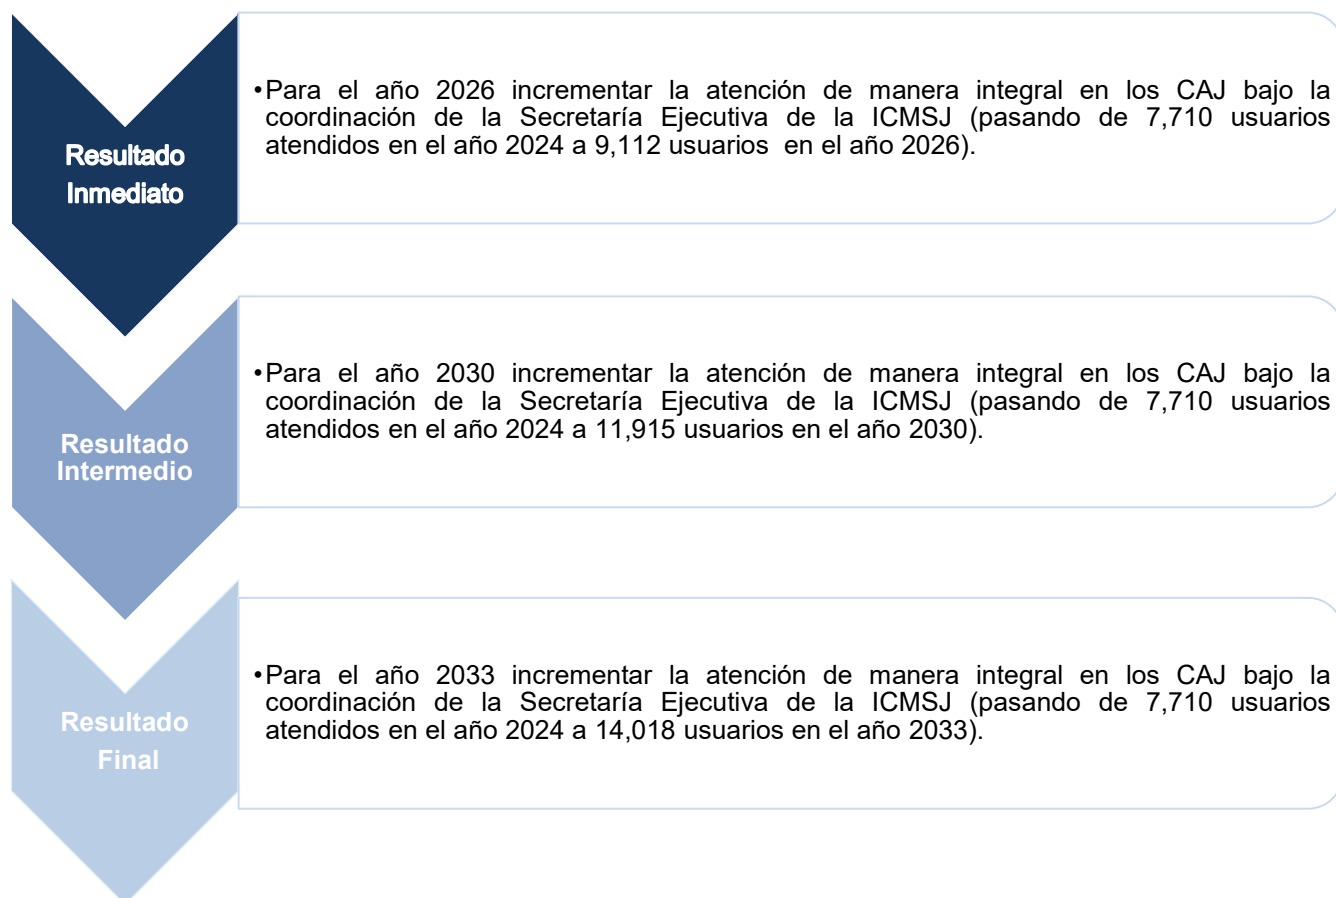 Resultado
Inmediato
•Para el año 2026 incrementar la atención de manera integral en los CAJ bajo la
coordinación de la Secretaría Ejecutiva de la ICMSJ (pasando de 7,710 usuarios
atendidos en el año 2024 a 9,112 usuarios en el año 2026).
Resultado
Intermedio
•Para el año 2030 incrementar la atención de manera integral en los CAJ bajo la
coordinación de la Secretaría Ejecutiva de la ICMSJ (pasando de 7,710 usuarios
atendidos en el año 2024 a 11,915 usuarios en el año 2030).
Resultado
Final
•Para el año 2033 incrementar la atención de manera integral en los CAJ bajo la
coordinación de la Secretaría Ejecutiva de la ICMSJ (pasando de 7,710 usuarios
atendidos en el año 2024 a 14,018 usuarios en el año 2033).